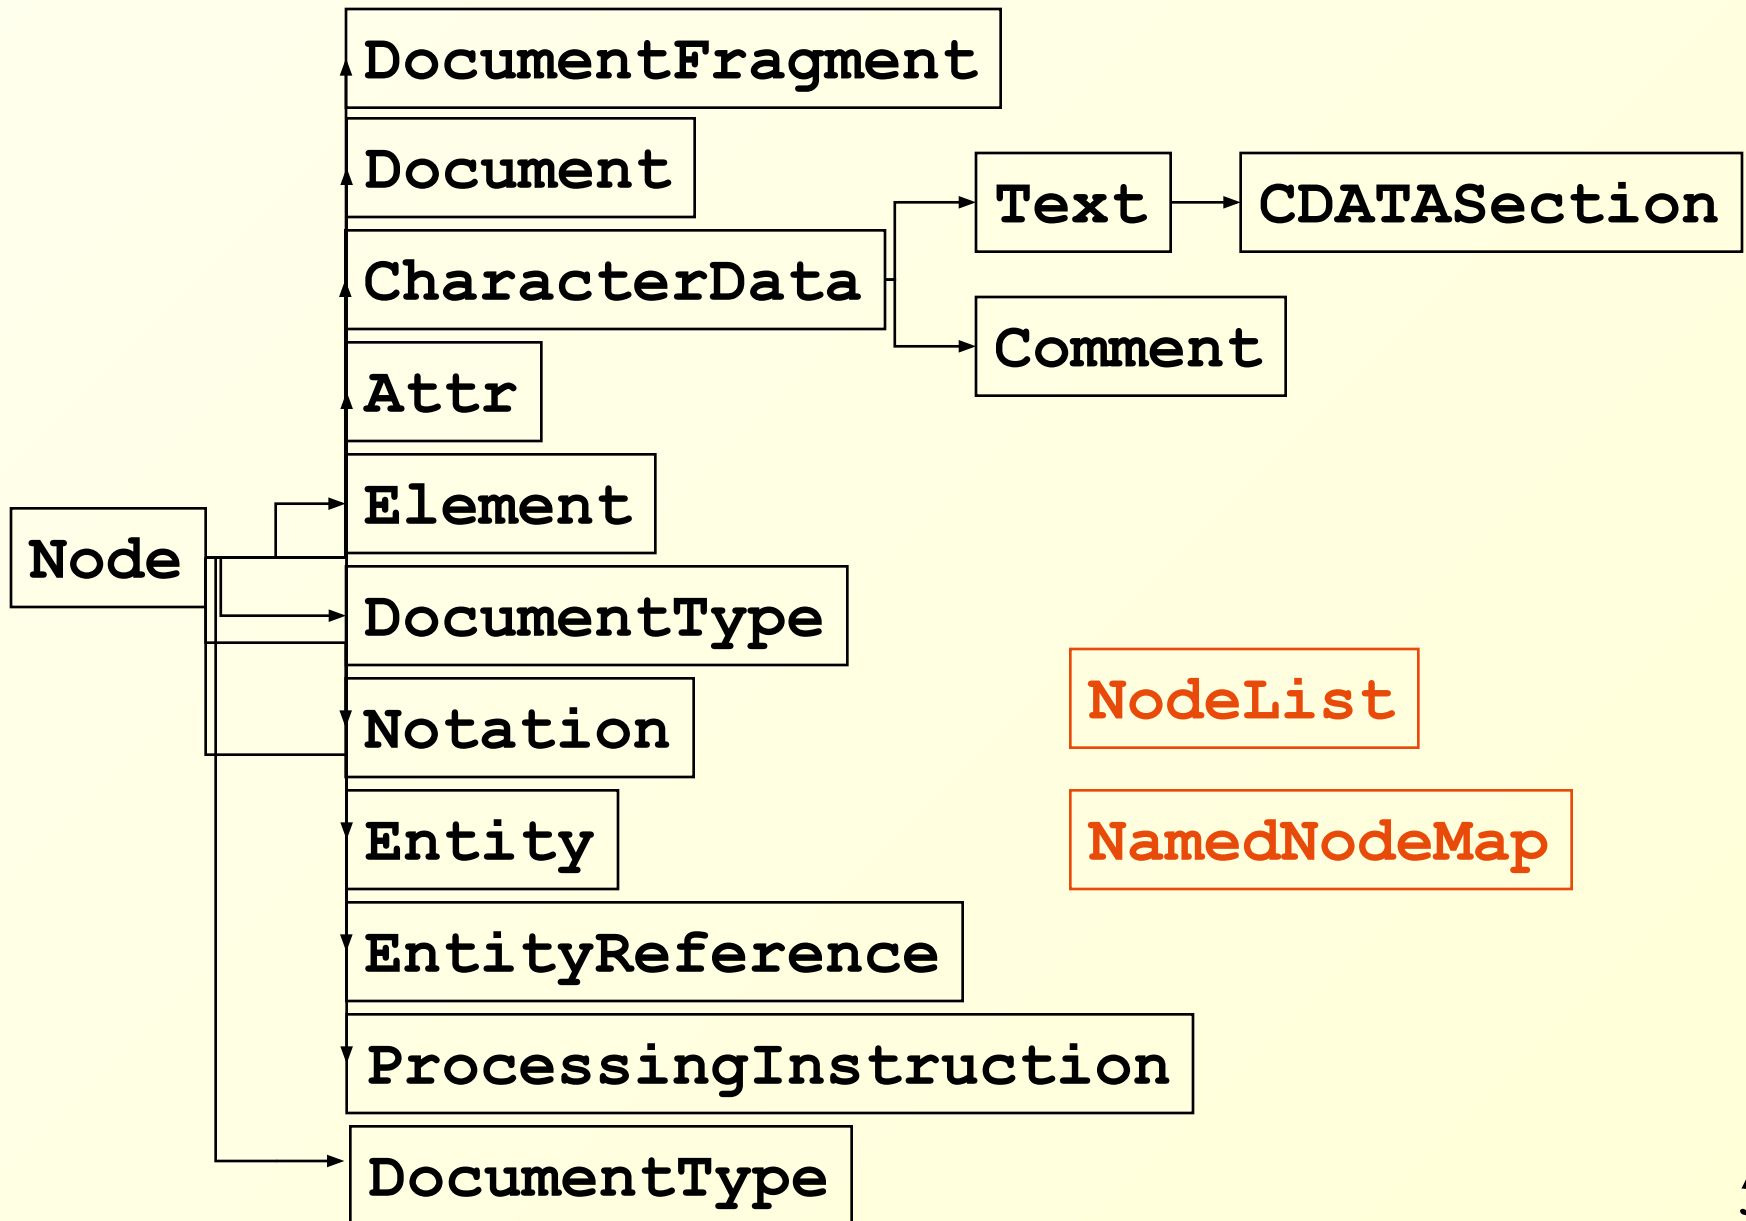 DocumentFragment
Document
CharacterData
Text
CDATASection
Comment
Attr
Element
Node
DocumentType
Notation
NodeList
Entity
NamedNodeMap
EntityReference
ProcessingInstruction
DocumentType